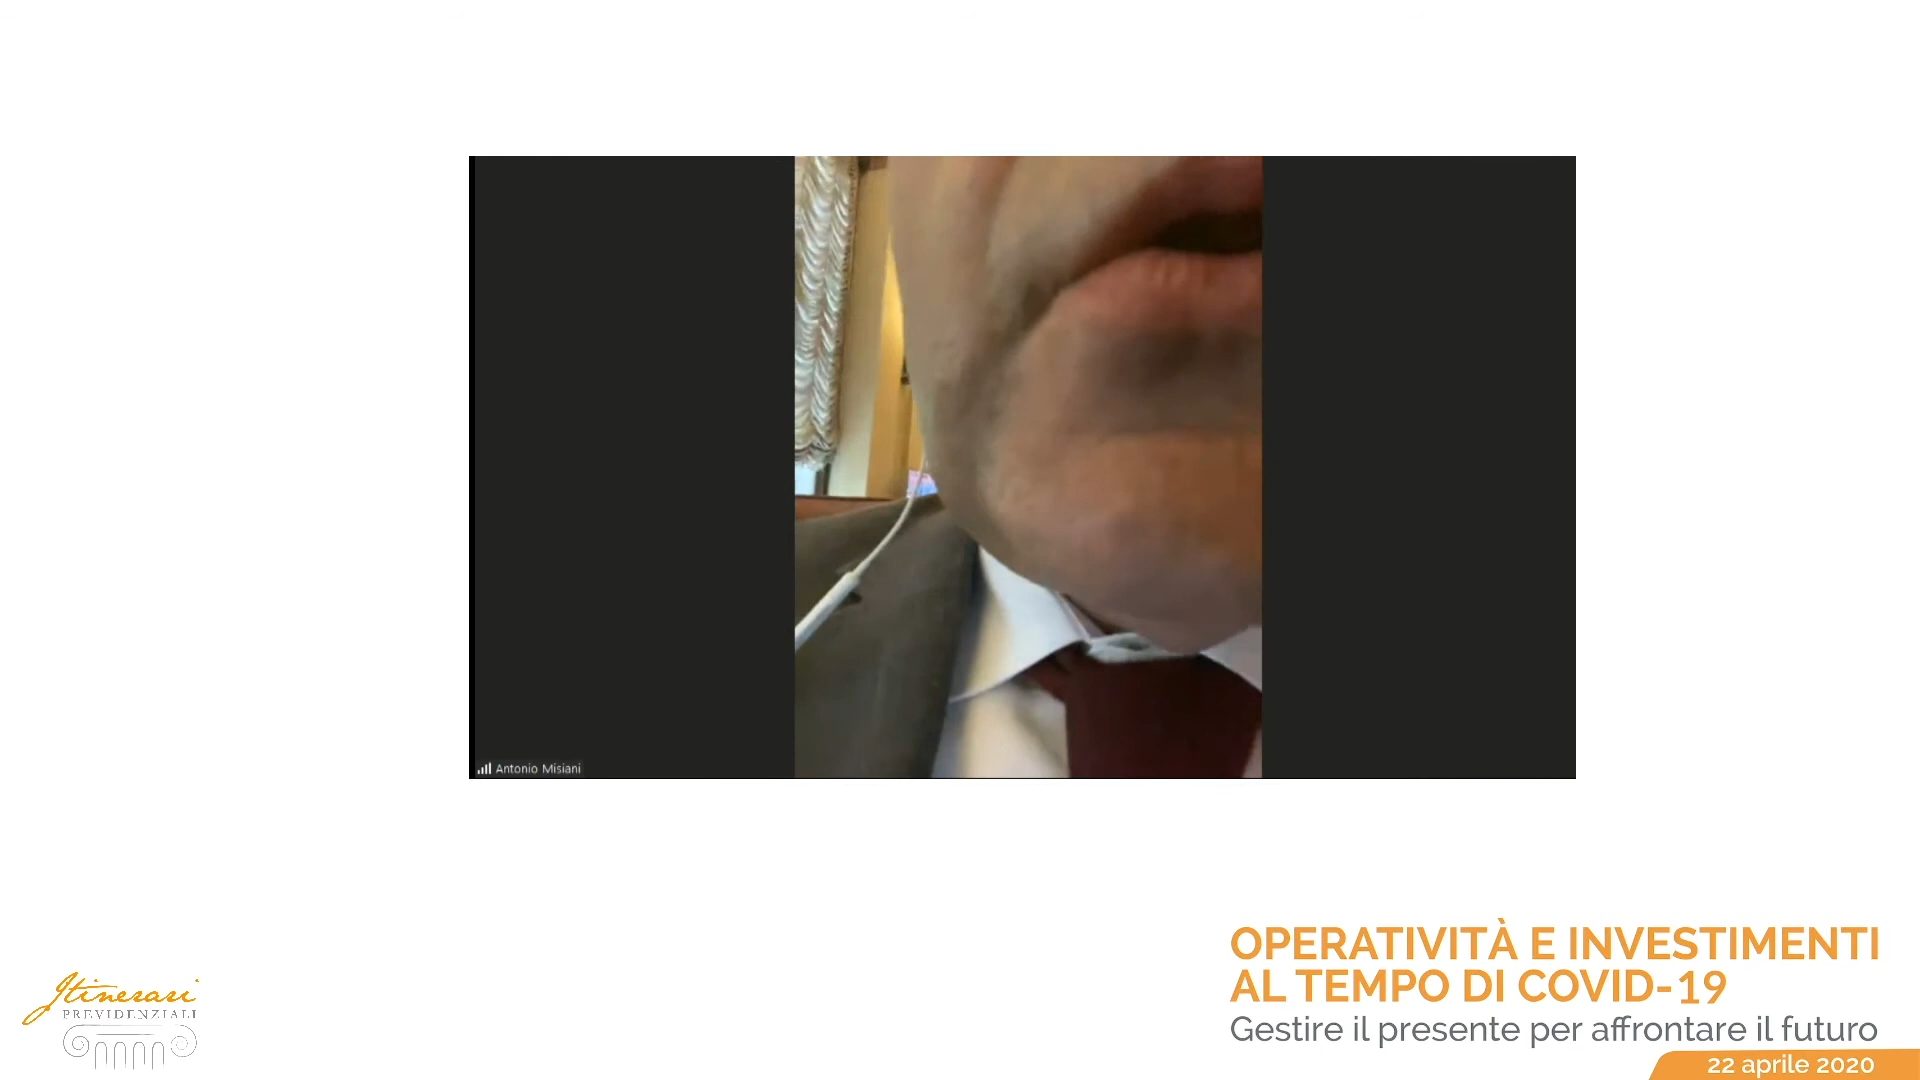 Antonio Misiani
Itinerari
PREVIDENZIALI
OPERATIVITÀ E INVESTIMENTI
AL TEMPO DI COVID-19
Gestire il presente per affrontare il futuro
22 aprile 2020